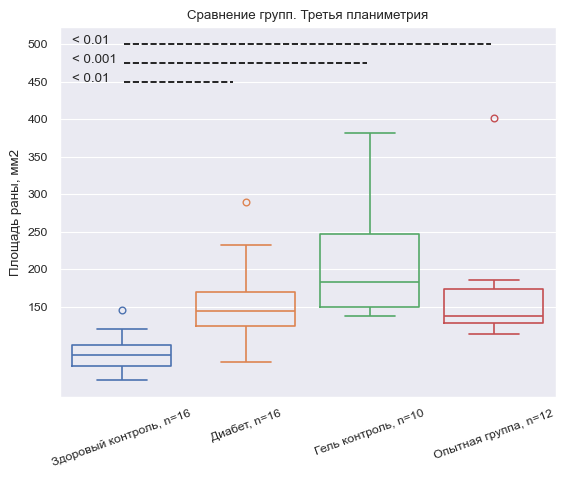 Сравнение групп. Третья планиметрия
Площадь раны, мм2
500
450
400
350
300
250
200
150
< 0.01
< 0.001
< 0.01
Здоровый контроль, n=16
Диабет, n=16
Гель контроль, n=10
Опытная группа, n=12